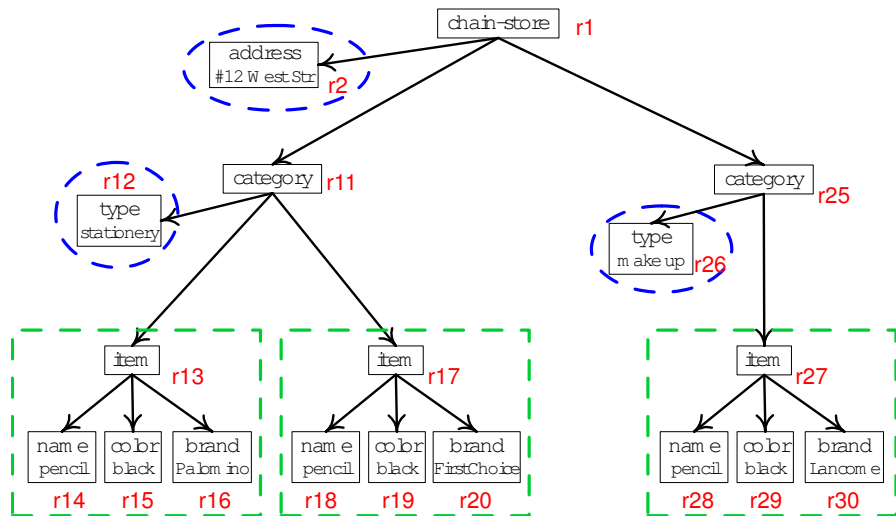 chain-store r1
address
#12 West Str
r2
r12
category r11
category r25
type
stationery
type
makeup r26
item r13
item r17
item r27
name color brand
pencil black Palomino
name color brand
pencil black FirstChoice
name color brand
pencil black Lancome
r14 r15 r16
r18 r19 r20
r28 r29 r30